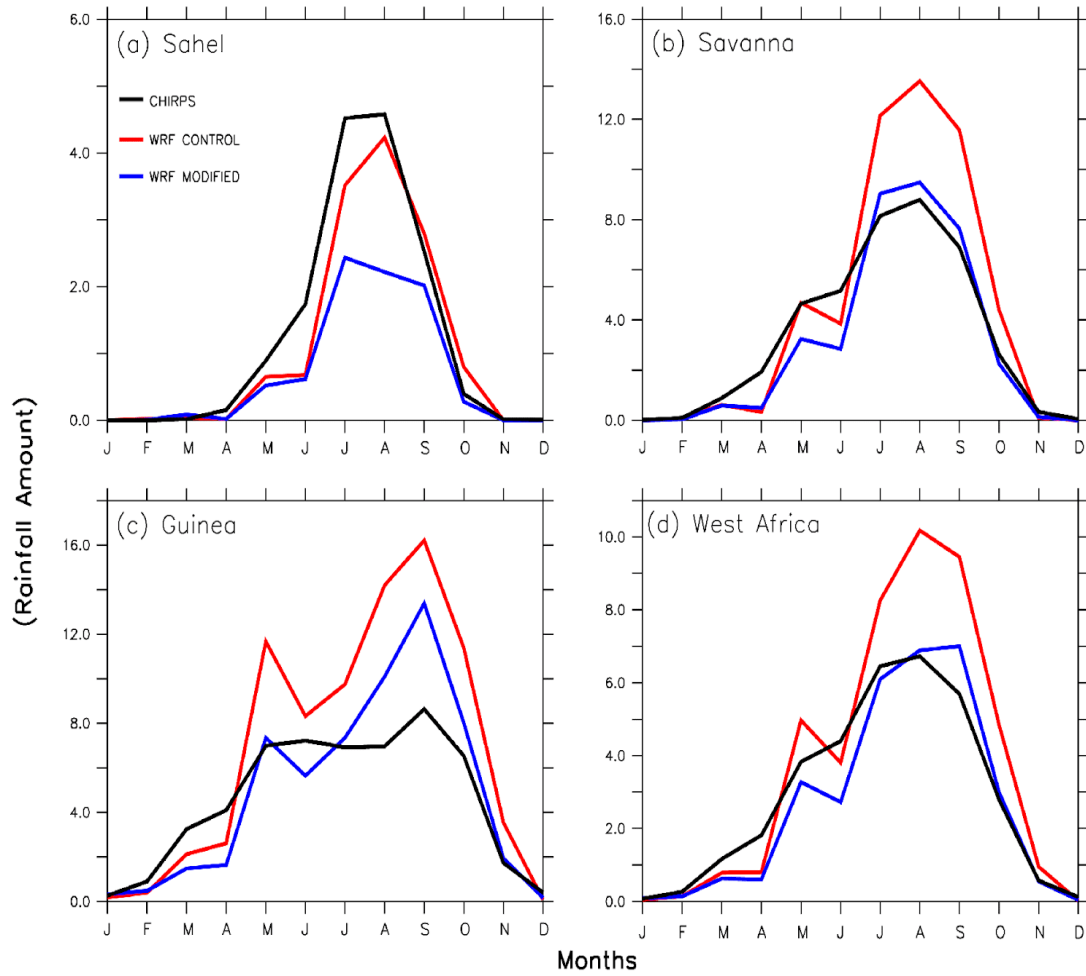 6.0
(a) Sahel
CHIRPS
WRF CONTROL
WRF MODIFIED
4.0
2.0
0.0
J F M A M J J A S O N D
16.0
(b) Savanna
12.0
8.0
4.0
0.0
J F M A M J J A S O N D
(c) Guinea
16.0
12.0
8.0
4.0
0.0
J F M A M J J A S O N D
(d) West Africa
10.0
8.0
6.0
4.0
2.0
0.0
J F M A M J J A S O N D
(Rainfall Amount)
Months